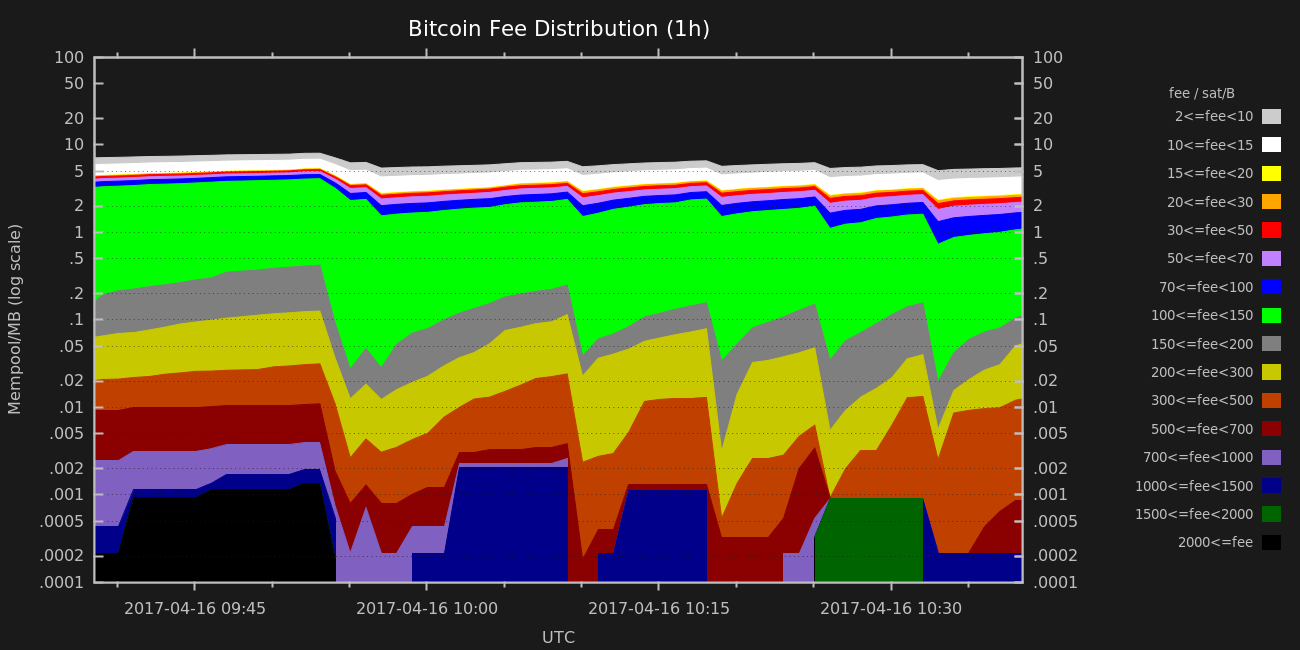 Bitcoin Fee Distribution (1h)
100 100
50 50
20 20
10 10
5 5
2 2
1 1
.5 .5
.2 .2
.1 .1
.05 .05
.02 .02
.01 .01
.005 .005
.002 .002
.001 .001
.0005 .0005
.0002 .0002
.0001 .0001
Mempool/MB (log scale)
2017-04-16 09:45 2017-04-16 10:00 2017-04-16 10:15 2017-04-16 10:30
UTC
fee / sat/B
2<=fee<10
10<=fee<15
15<=fee<20
20<=fee<30
30<=fee<50
50<=fee<70
70<=fee<100
100<=fee<150
150<=fee<200
200<=fee<300
300<=fee<500
500<=fee<700
700<=fee<1000
1000<=fee<1500
1500<=fee<2000
2000<=fee